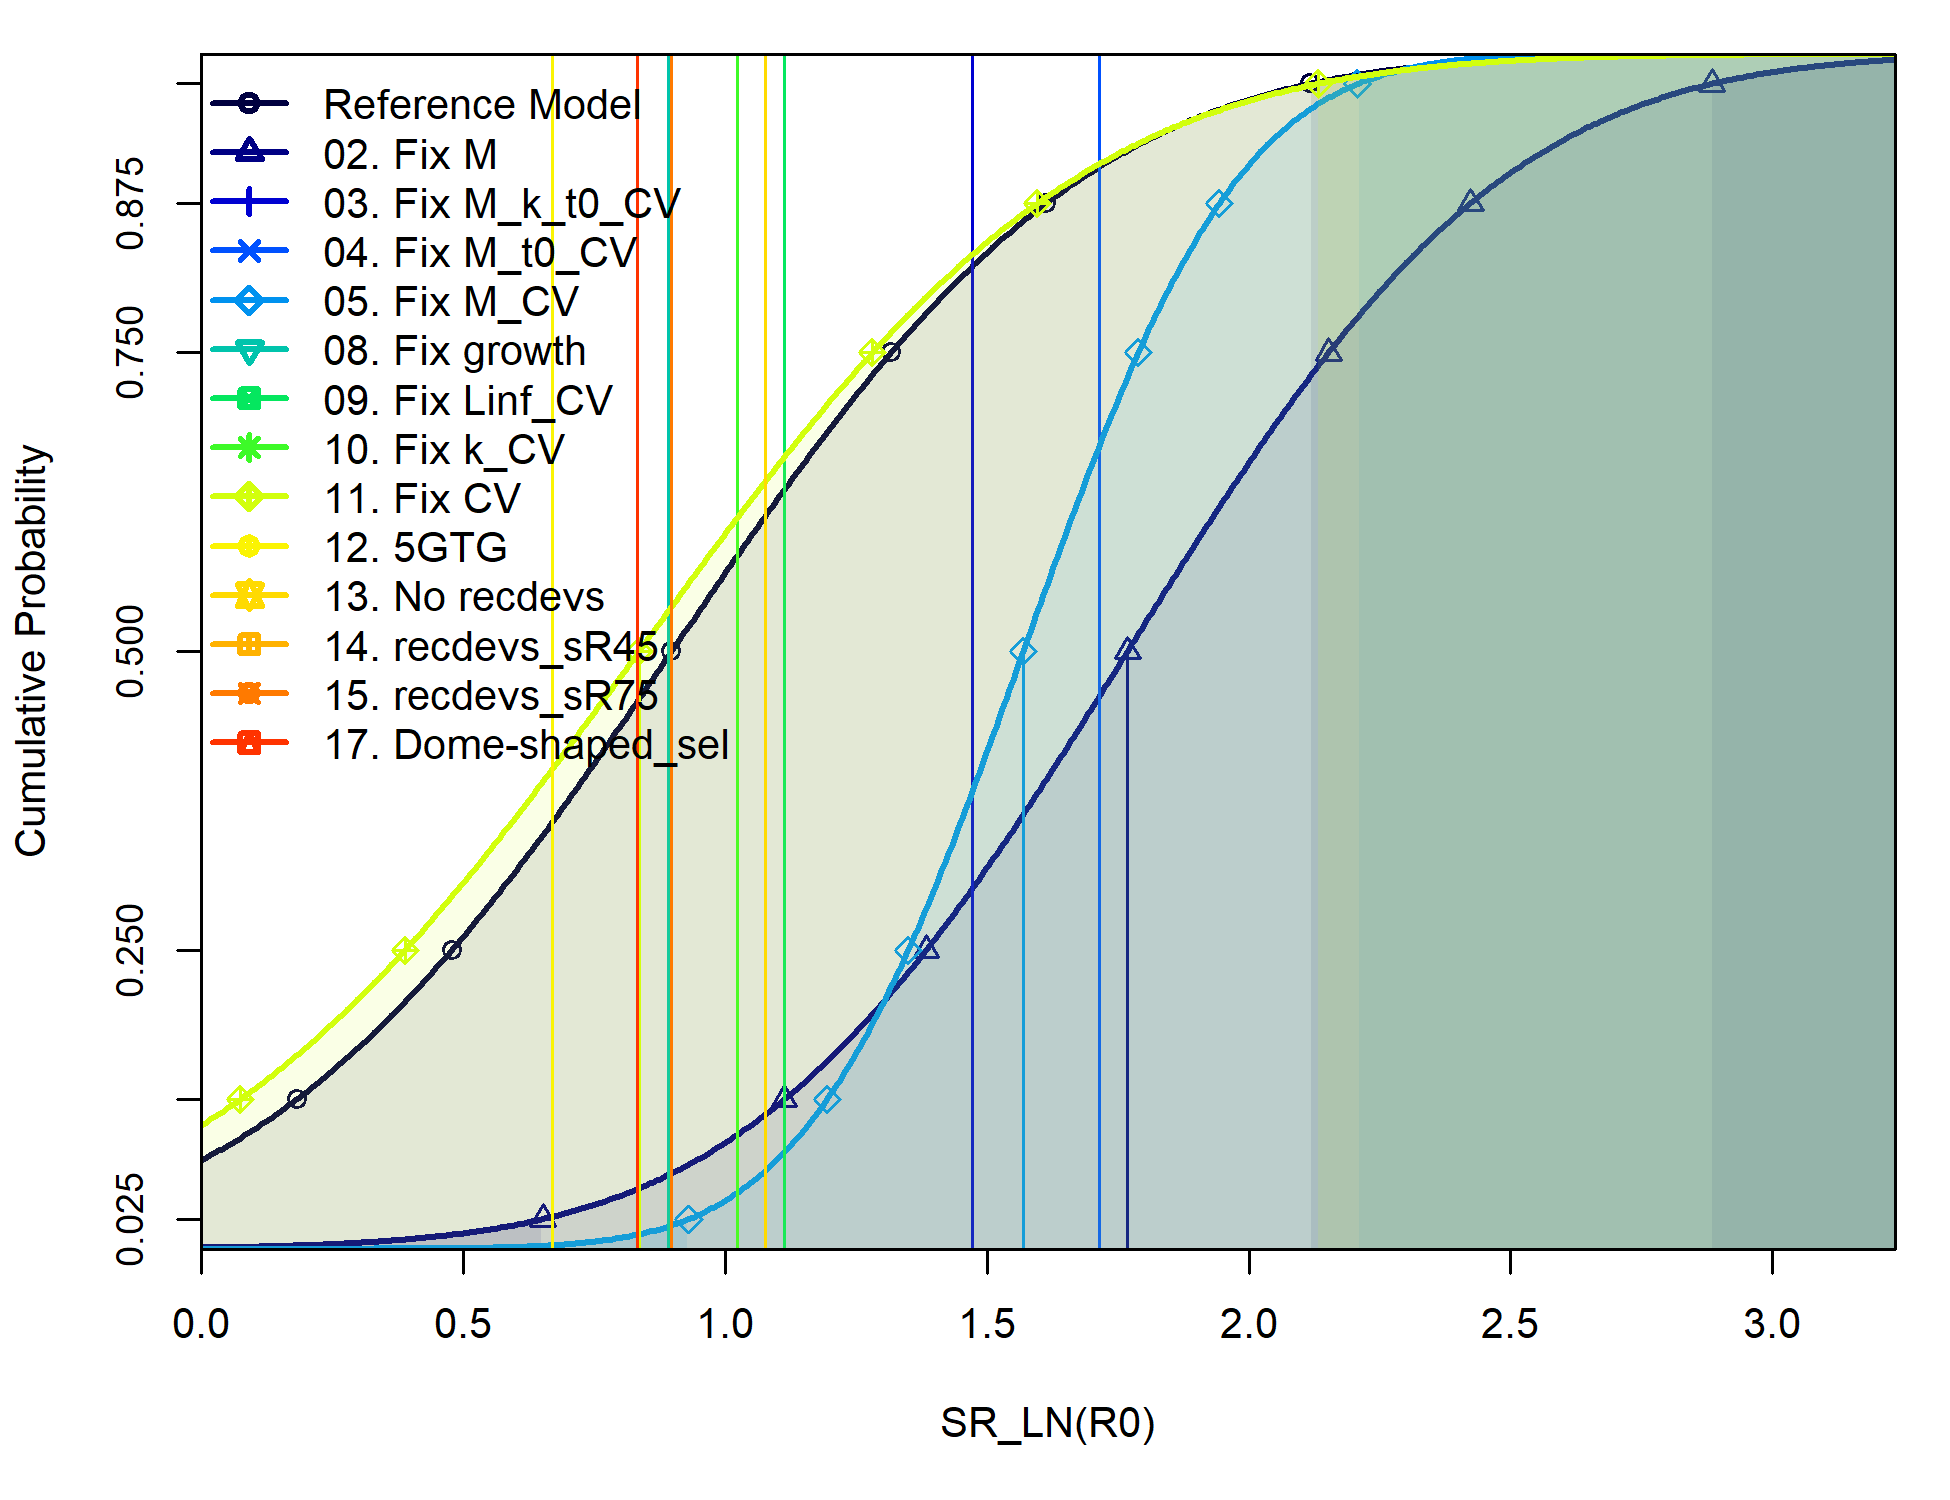 Reference Model
02. Fix M
03. Fix M_k_t0_CV
04. Fix M_t0_CV
05. Fix M_CV
08. Fix growth
09. Fix Linf_CV
10. Fix k_CV
11. Fix CV
12. 5GTG
13. No recdevs
14. recdevs_sR45
15. recdevs_sR75
17. Dome-shaped_sel
Cumulative Probability
0.875
0.750
0.500
0.250
0.025
0.0 0.5 1.0 1.5 2.0 2.5 3.0
SR_LN(R0)